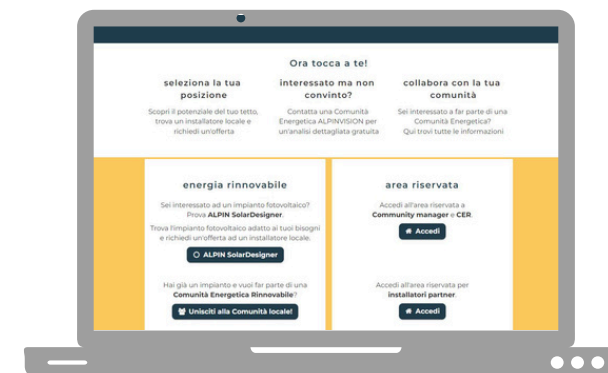 Ora tocca a te!
seleziona la tua
posizione
Scopri il potenziale del tuo tetto,
trova un installatore locale e
richiedi un'offerta
interessato ma non
convinto?
Contatta una Comunità
Energetica ALPINVISION per
un'analisi dettagliata gratuita
collabora con la tua
comunità
Sei interessato a far parte di una
Comunità Energetica?
Qui trovi tutte le informazioni
energia rinnovabile
Sei interessato ad un impianto fotovoltaico?
Prova ALPIN SolarDesigner.
Trova l'impianto fotovoltaico adatto ai tuoi bisogni
e richiedi un'offerta ad un installatore locale.
ALPIN SolarDesigner
Hai già un impianto e vuoi far parte di una
Comunità Energetica Rinnovabile?
Unisciti alla Comunità locale!
area riservata
Accedi all'area riservata a
Community manager e CER.
Accedi
Accedi all'area riservata per
installatori partner.
Accedi